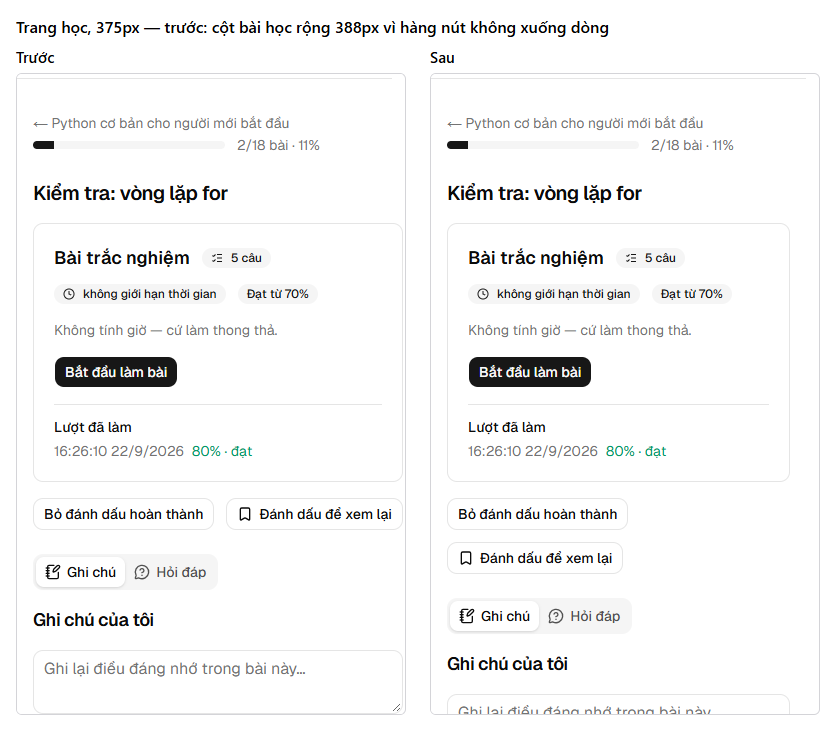 Trang học, 375px — trước: cột bài học rộng 388px vì hàng nút không xuống dòng
Trước
← Python cơ bản cho người mới bắt đầu
2/18 bài · 11%
Kiểm tra: vòng lặp for
Bài trắc nghiệm
5 câu
không giới hạn thời gian
Đạt từ 70%
Không tính giờ — cứ làm thong thả.
Bắt đầu làm bài
Lượt đã làm
16:26:10 22/9/2026 80% · đạt
Bỏ đánh dấu hoàn thành
Đánh dấu để xem lại
Ghi chú
Hỏi đáp
Ghi chú của tôi
Ghi lại điều đáng nhớ trong bài này...
Sau
← Python cơ bản cho người mới bắt đầu
2/18 bài · 11%
Kiểm tra: vòng lặp for
Bài trắc nghiệm
5 câu
không giới hạn thời gian
Đạt từ 70%
Không tính giờ — cứ làm thong thả.
Bắt đầu làm bài
Lượt đã làm
16:26:10 22/9/2026 80% · đạt
Bỏ đánh dấu hoàn thành
Đánh dấu để xem lại
Ghi chú
Hỏi đáp
Ghi chú của tôi
Ghi lại điều đáng nhớ trong bài này